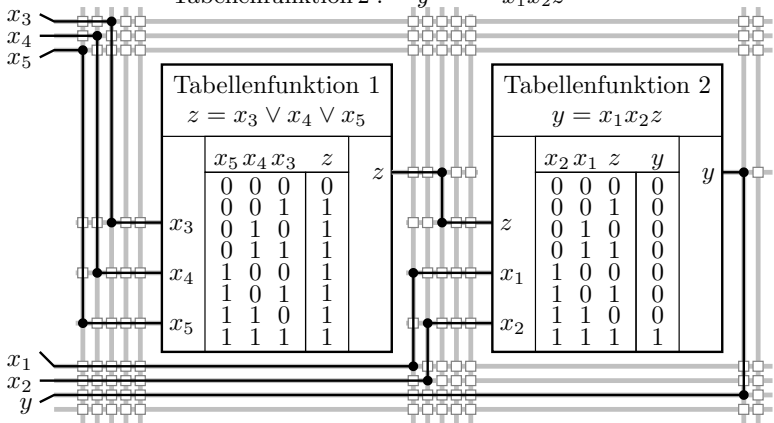 Tabellenfunktion 2 : y x₁x₂z
x₃
x₄
x₅
Tabellenfunktion 1
z = x₃ ∨ x₄ ∨ x₅
x₅ x₄ x₃ z
0 0 0 0
0 0 1 1
0 1 0 1
0 1 1 1
1 0 0 1
1 0 1 1
1 1 0 1
1 1 1 1
x₃
x₄
x₅
z
Tabellenfunktion 2
y = x₁x₂z
x₂ x₁ z y
0 0 0 0
0 0 1 0
0 1 0 0
0 1 1 0
1 0 0 0
1 0 1 0
1 1 0 0
1 1 1 1
z
x₁
x₂
y
x₁
x₂
y